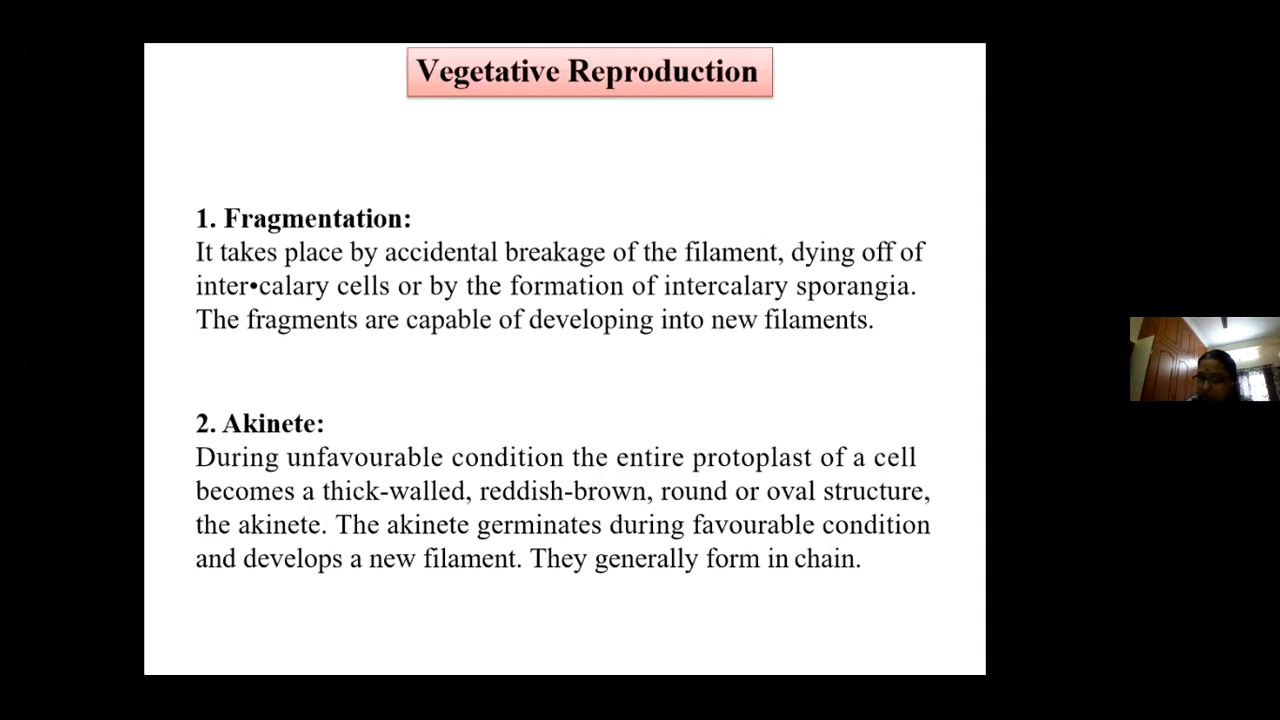 Vegetative Reproduction
1. Fragmentation:
It takes place by accidental breakage of the filament, dying off of
inter•calary cells or by the formation of intercalary sporangia.
The fragments are capable of developing into new filaments.
2. Akinete:
During unfavourable condition the entire protoplast of a cell
becomes a thick-walled, reddish-brown, round or oval structure,
the akinete. The akinete germinates during favourable condition
and develops a new filament. They generally form in chain.